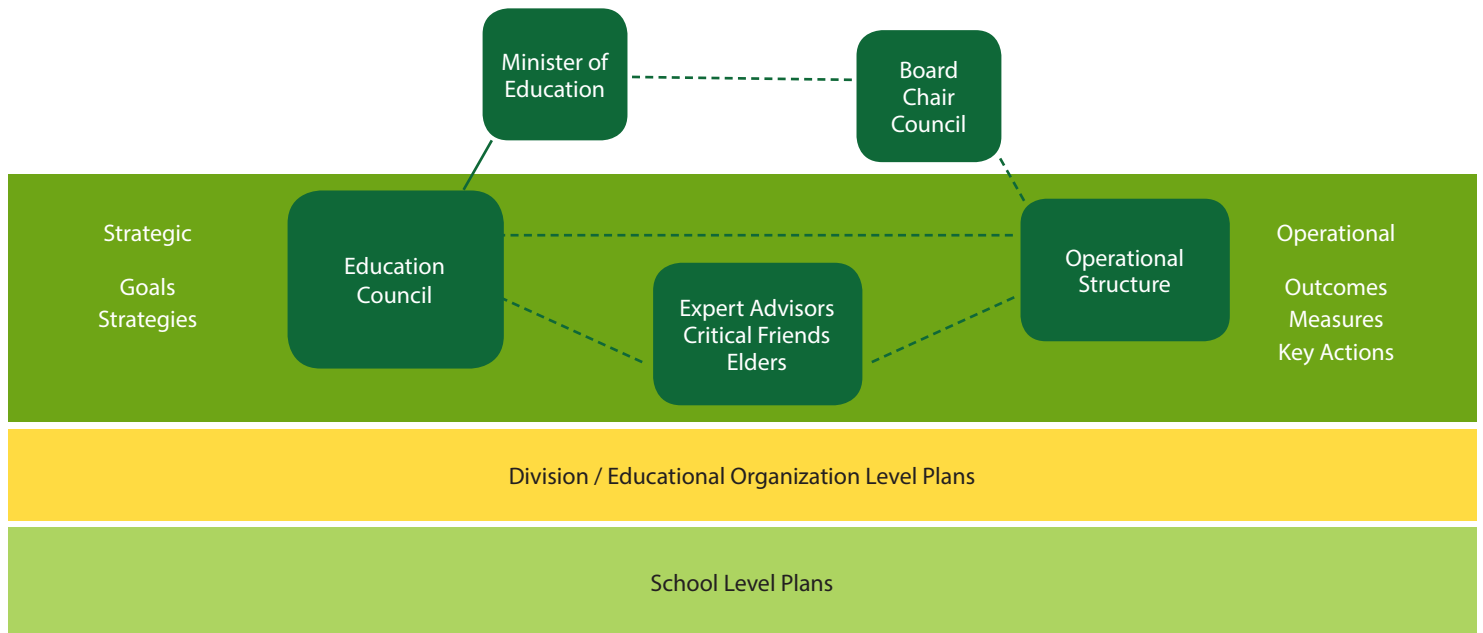 Minister of
Education
Board
Chair
Council
Strategic
Goals
Strategies
Education
Council
Expert Advisors
Critical Friends
Elders
Operational
Structure
Operational
Outcomes
Measures
Key Actions
Division / Educational Organization Level Plans
School Level Plans